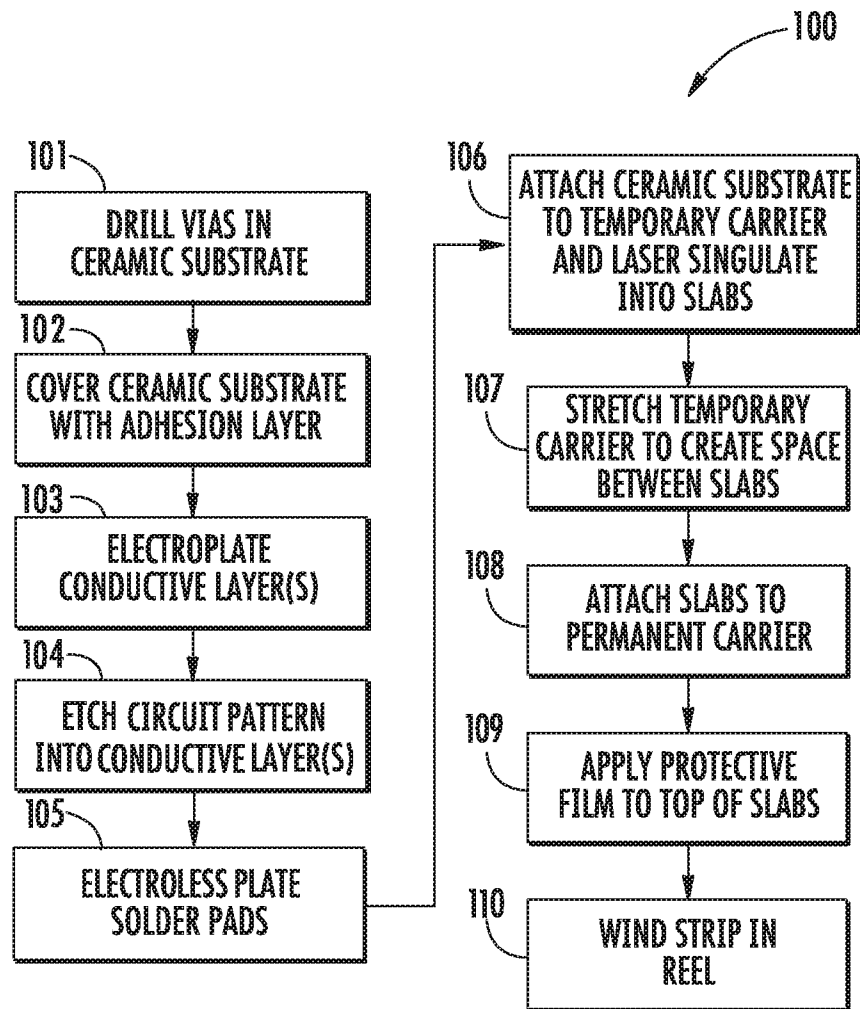 100
101
DRILL VIAS IN
CERAMIC SUBSTRATE
102
COVER CERAMIC SUBSTRATE
WITH ADHESION LAYER
103
ELECTROPLATE
CONDUCTIVE LAYER(S)
104
ETCH CIRCUIT PATTERN
INTO CONDUCTIVE LAYER(S)
105
ELECTROLESS PLATE
SOLDER PADS
106
ATTACH CERAMIC SUBSTRATE
TO TEMPORARY CARRIER
AND LASER SINGULATE
INTO SLABS
107
STRETCH TEMPORARY
CARRIER TO CREATE SPACE
BETWEEN SLABS
108
ATTACH SLABS TO
PERMANENT CARRIER
109
APPLY PROTECTIVE
FILM TO TOP OF SLABS
110
WIND STRIP IN
REEL